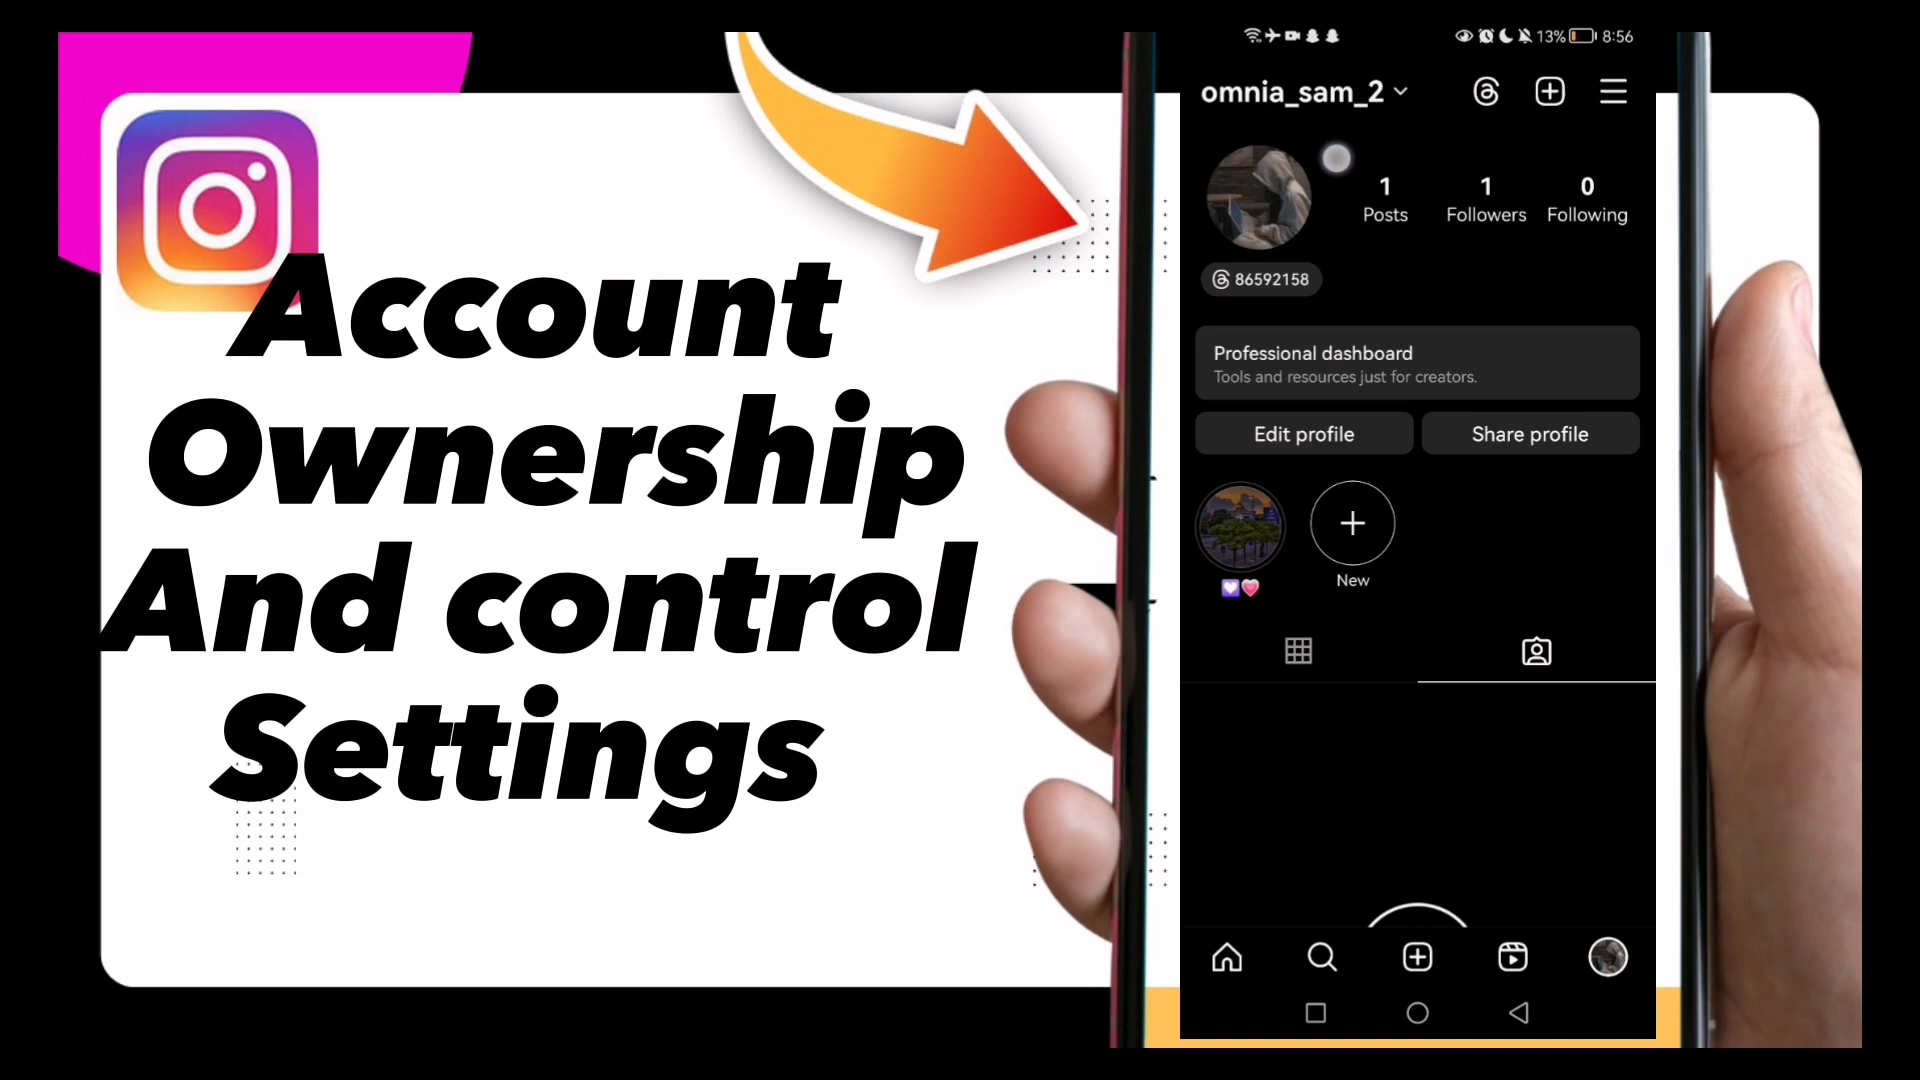 Account
Ownership
And control
Settings
13% 8:56
omnia_sam_2
1
Posts
1
Followers
0
Following
86592158
Professional dashboard
Tools and resources just for creators.
Edit profile
Share profile
New